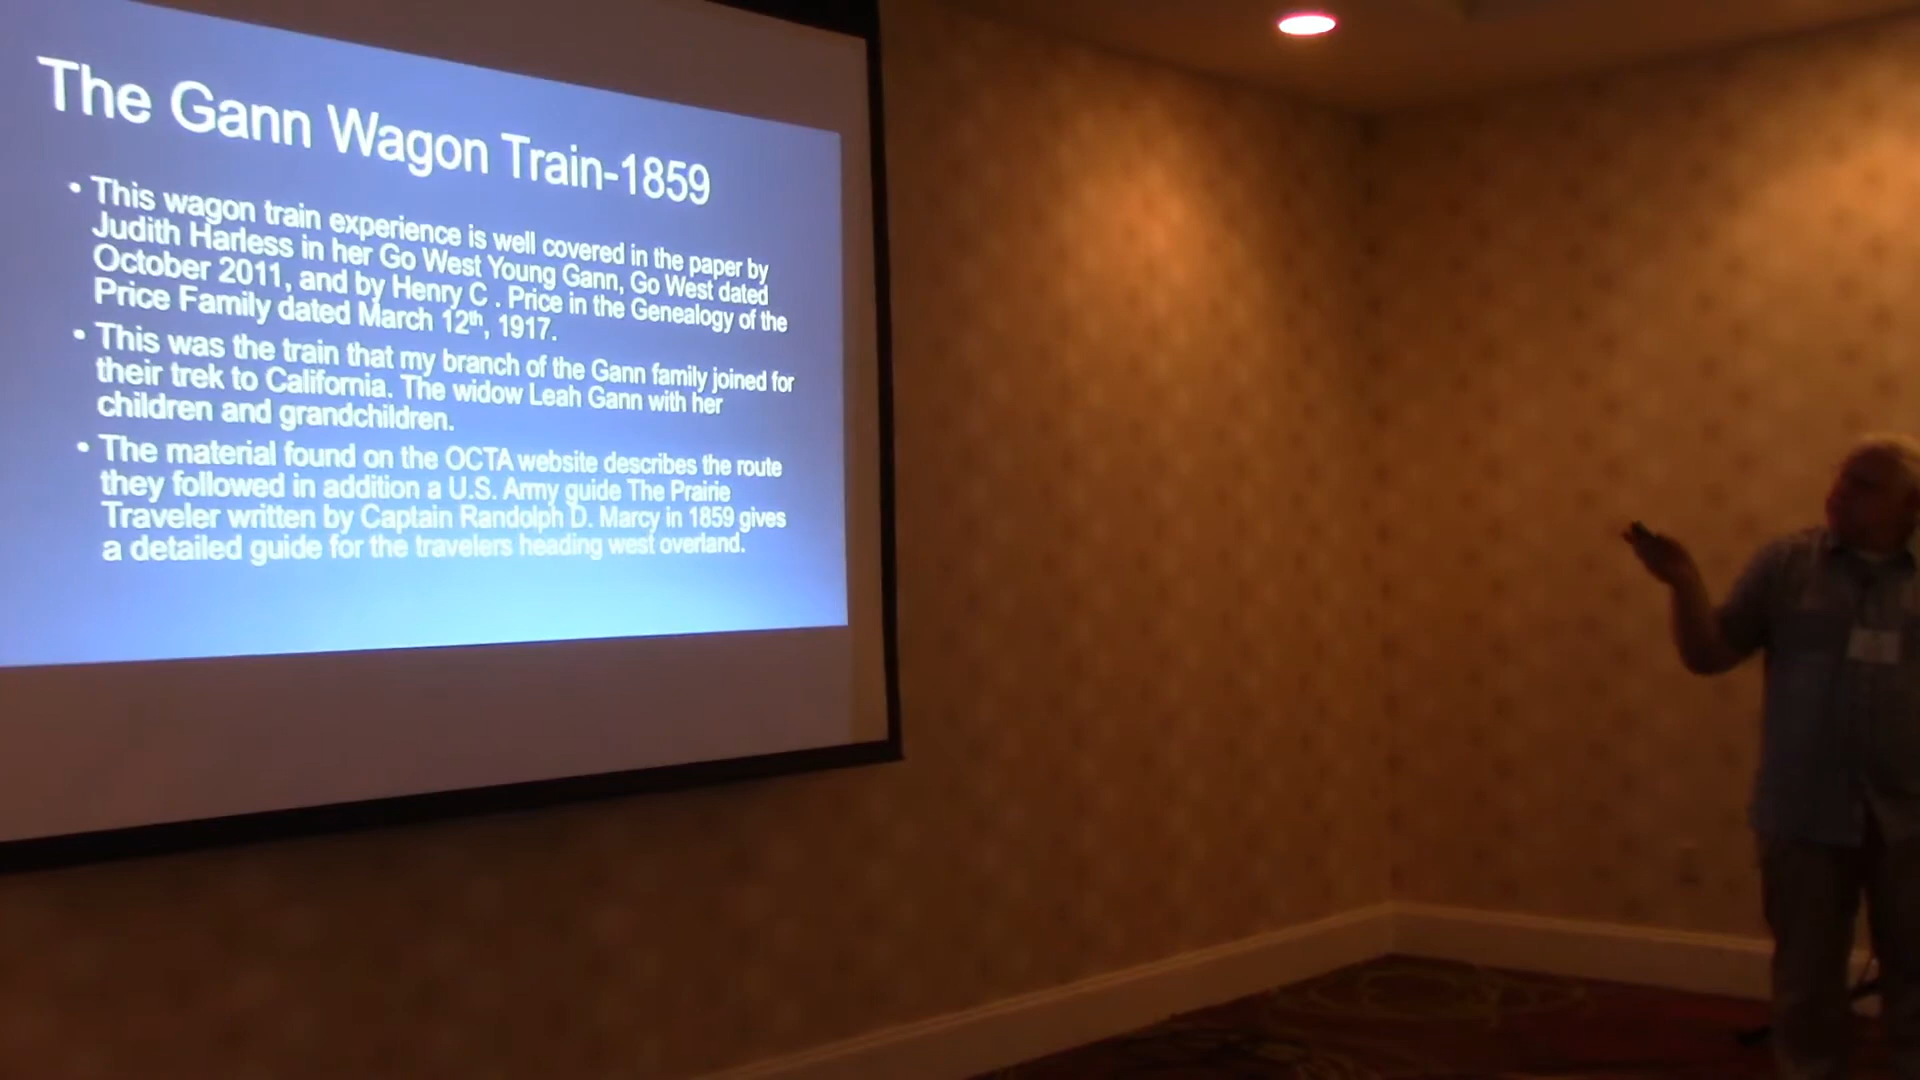 The Gann Wagon Train-1859
• This wagon train experience is well covered in the paper by
Judith Harless in her Go West Young Gann, Go West dated
October 2011, and by Henry C . Price in the Genealogy of the
Price Family dated March 12th, 1917.
• This was the train that my branch of the Gann family joined for
their trek to California. The widow Leah Gann with her
children and grandchildren.
• The material found on the OCTA website describes the route
they followed in addition a U.S. Army guide The Prairie
Traveler written by Captain Randolph D. Marcy in 1859 gives
a detailed guide for the travelers heading west overland.